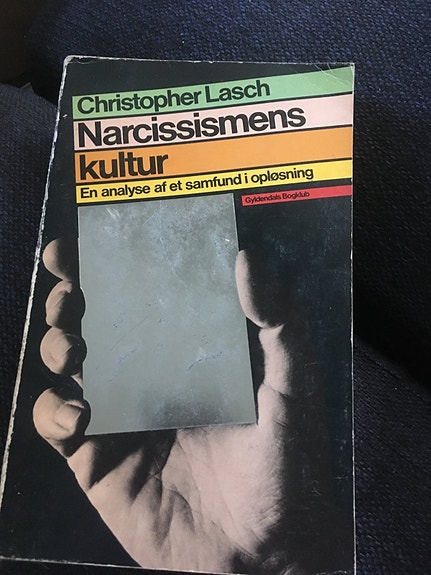 Christopher Lasch
Narcissismens
kultur
En analyse af et samfund i opløsning
Gyldendals Bogklub